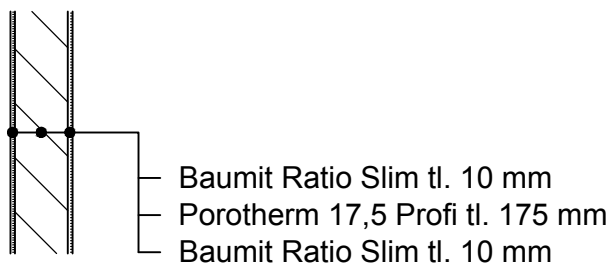 Baumit Ratio Slim tl. 10 mm
Porotherm 17,5 Profi tl. 175 mm
Baumit Ratio Slim tl. 10 mm